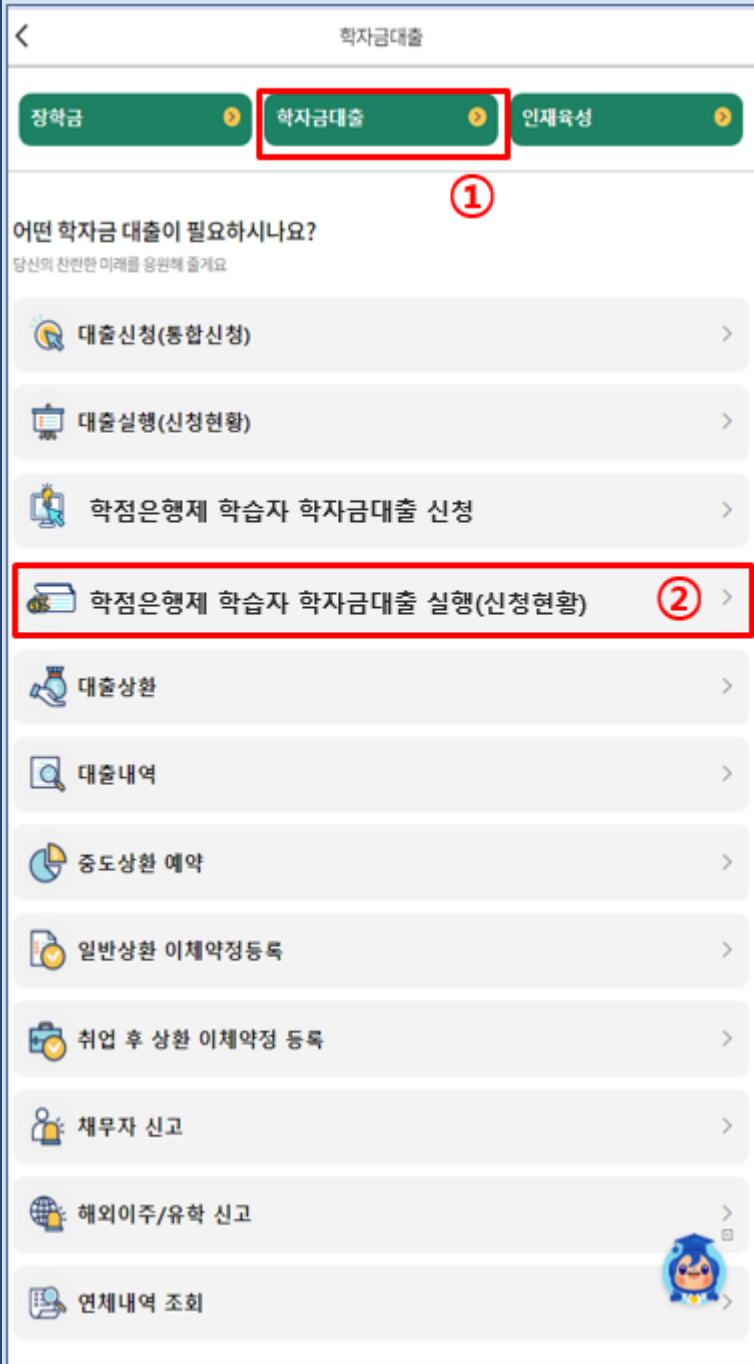 학자금대출
장학금 학자금대출 인재육성
①
어떤 학자금 대출이 필요하시나요?
당신의 찬란한 미래를 응원해 줄게요
대출신청(통합신청)
대출실행(신청현황)
학점은행제 학습자 학자금대출 신청
학점은행제 학습자 학자금대출 실행(신청현황) ②
대출상환
대출내역
중도상환 예약
일반상환 이체약정등록
취업 후 상환 이체약정 등록
채무자 신고
해외이주/유학 신고
연체내역 조회